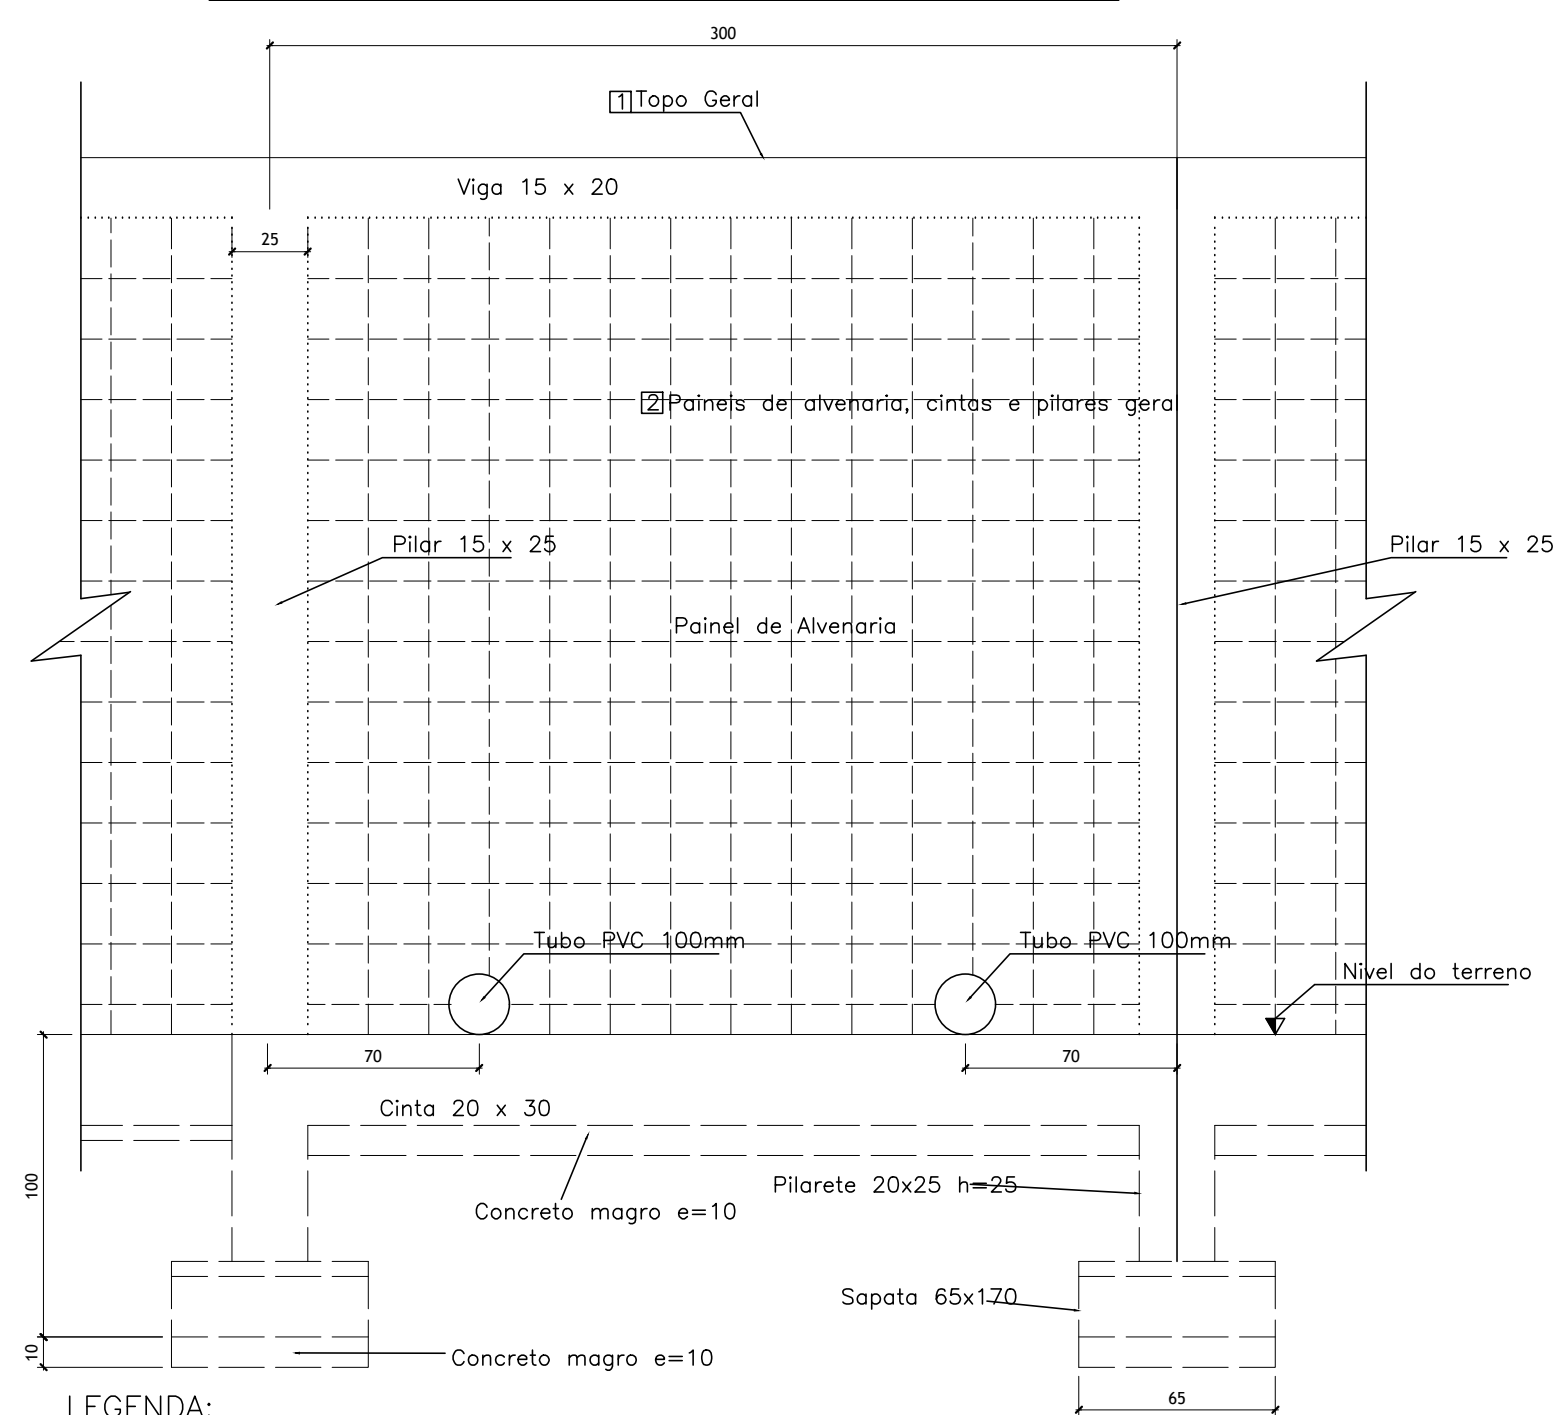 300
1 Topo Geral
Viga 15 x 20
25
2 Paineis de alvenaria, cintas e pilares geral
Pilar 15 x 25
Pilar 15 x 25
Painel de Alvenaria
Tubo PVC 100mm
Tubo PVC 100mm
Nivel do terreno
70
70
Cinta 20 x 30
100
Pilarete 20x25 h=25
Concreto magro e=10
Sapata 65x170
10
Concreto magro e=10
65
LEGENDA: